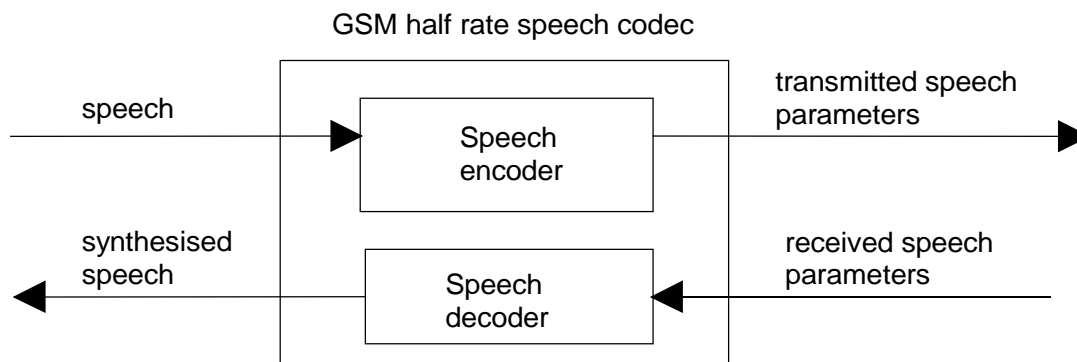 GSM half rate speech codec
speech
Speech
encoder
transmitted speech
parameters
synthesised
speech
Speech
decoder
received speech
parameters